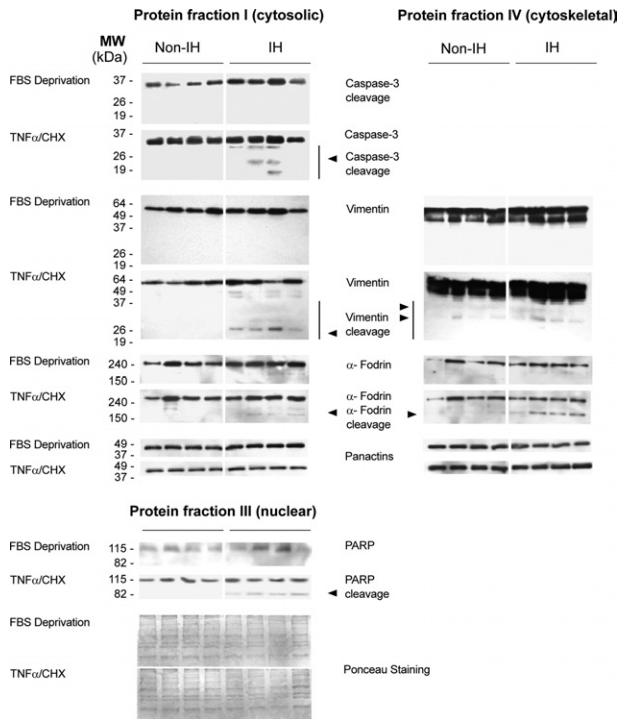 Protein fraction I (cytosolic)
Protein fraction IV (cytoskeletal)
MW
(kDa)
Non-IH
IH
Non-IH
IH
FBS Deprivation
37 -
26 -
19 -
Caspase-3
cleavage
TNFα/CHX
37 -
26 -
19 -
Caspase-3
Caspase-3
cleavage
FBS Deprivation
64 -
49 -
37 -
26 -
19 -
Vimentin
TNFα/CHX
64 -
49 -
37 -
26 -
19 -
Vimentin
Vimentin
cleavage
FBS Deprivation
240 -
150 -
α- Fodrin
TNFα/CHX
240 -
150 -
α- Fodrin
α- Fodrin
cleavage
FBS Deprivation
49 -
37 -
Panactins
TNFα/CHX
49 -
37 -
Protein fraction III (nuclear)
FBS Deprivation
115 -
82 -
PARP
TNFα/CHX
115 -
82 -
PARP
cleavage
FBS Deprivation
TNFα/CHX
Ponceau Staining